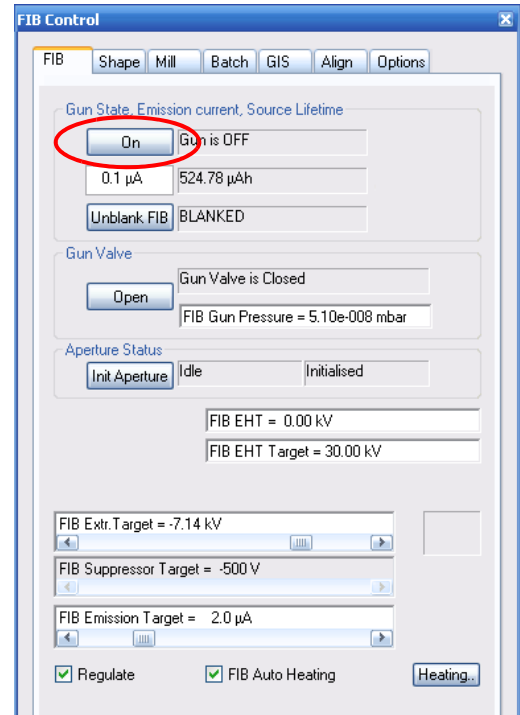 FIB Control
FIB Shape Mill Batch GIS Align Options
Gun State, Emission current, Source Lifetime
On Gun is OFF
0.1 µA 524.78 µAh
Unblank FIB BLANKED
Gun Valve
Gun Valve is Closed
Open
FIB Gun Pressure = 5.10e-008 mbar
Aperture Status
Init Aperture Idle Initialised
FIB EHT = 0.00 kV
FIB EHT Target = 30.00 kV
FIB Extr.Target = -7.14 kV
FIB Suppressor Target = -500 V
FIB Emission Target = 2.0 µA
Regulate FIB Auto Heating Heating..